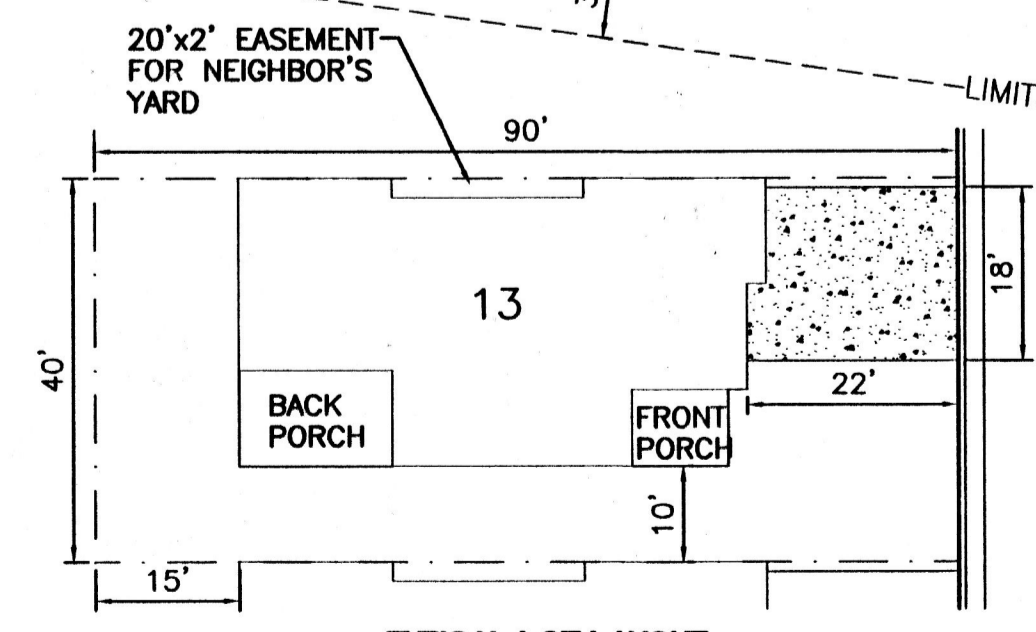 20'x2' EASEMENT
FOR NEIGHBOR'S
YARD
LIMIT
90'
40'
13
18'
22'
BACK
PORCH
FRONT
PORCH
10'
15'